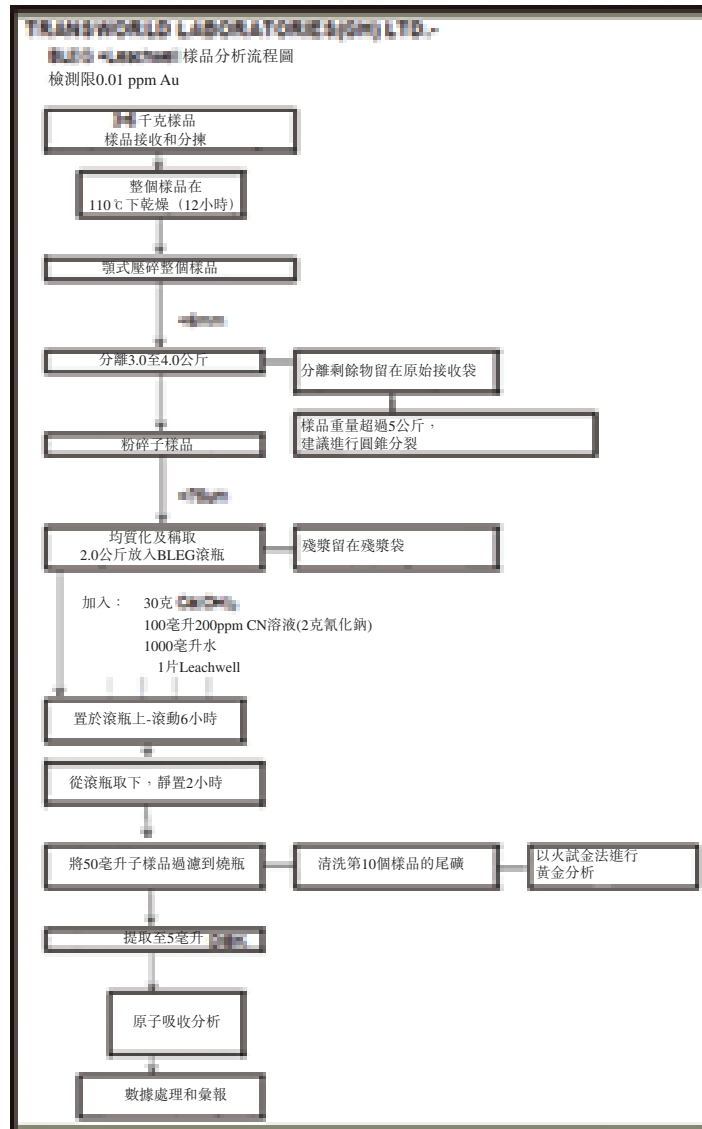 TRANSWORLD LABORATORIES(GH) LTD.-
BLEG +Leachwell 樣品分析流程圖
檢測限0.01 ppm Au
千克樣品
樣品接收和分揀
整個樣品在
110℃下乾燥（12小時）
顎式壓碎整個樣品
分離3.0至4.0公斤
分離剩餘物留在原始接收袋
樣品重量超過5公斤，
建議進行圓錐分裂
粉碎子樣品
均質化及稱取
2.0公斤放入BLEG滾瓶
殘漿留在殘漿袋
加入： 30克
100毫升200ppm CN溶液(2克氰化鈉)
1000毫升水
1片Leachwell
置於滾瓶上-滾動6小時
從滾瓶取下，靜置2小時
將50毫升子樣品過濾到燒瓶
清洗第10個樣品的尾礦
以火試金法進行
黃金分析
提取至5毫升
原子吸收分析
數據處理和彙報